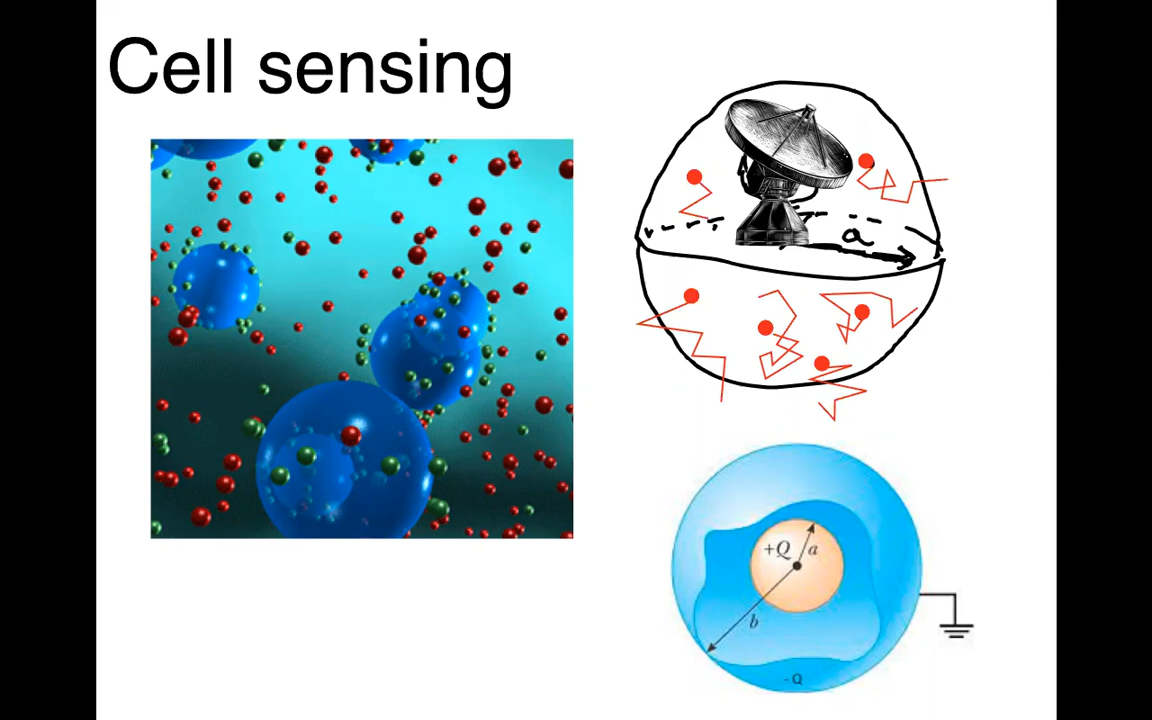 Cell sensing
a
+Q
a
b
- Q